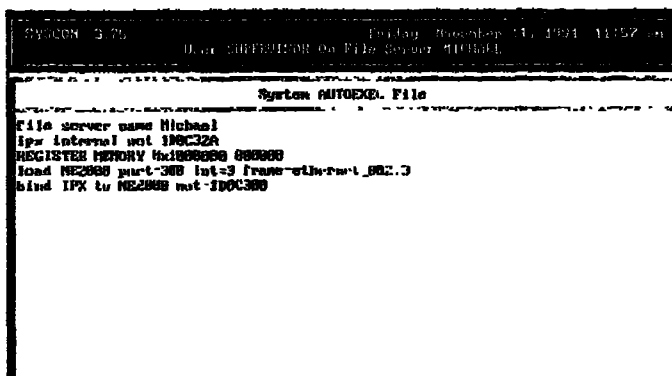 SYSCON 3.75 Friday November 11, 1994 11:57 am
User SUPERVISOR On File Server MICHAEL
System AUTOEXEC File
file server name Michael
ipx internal net 1D0C32A
REGISTER MEMORY 0x1000000 000000
load NE2000 port=300 int=3 frame=ethernet_802.3
bind IPX to NE2000 net=1D0C300